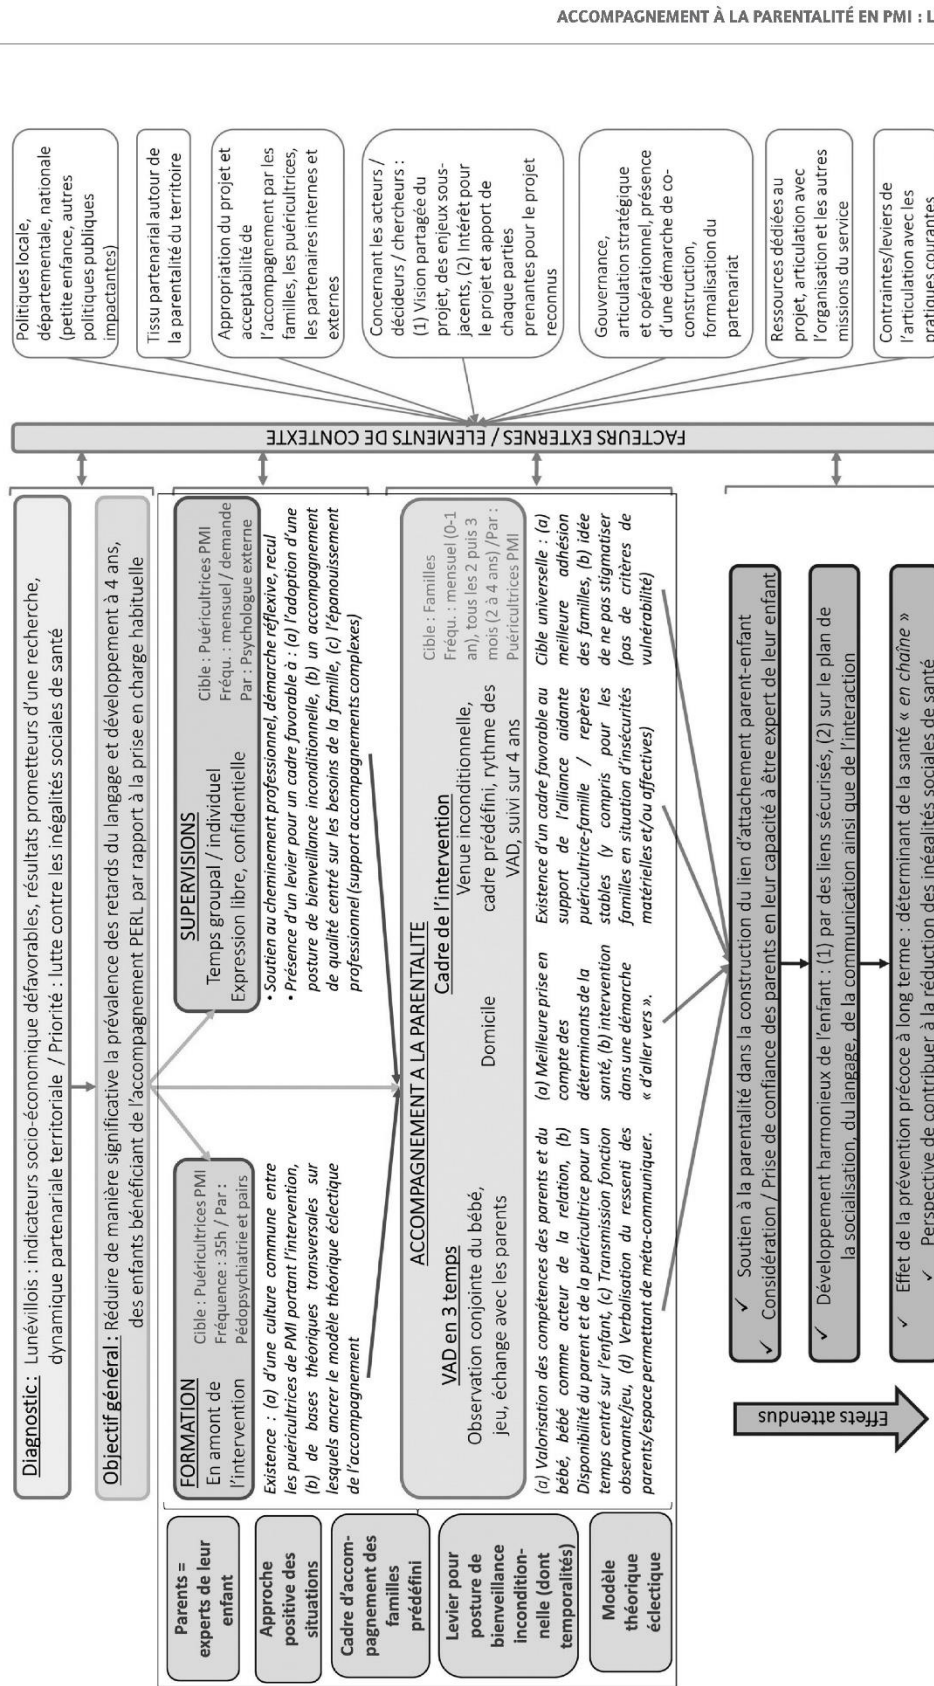 ACCOMPAGNEMENT À LA PARENTALITÉ EN PMI : L
Diagnostic : Lunévillois : indicateurs socio-économique défavorables, résultats prometteurs d'une recherche,
dynamique partenariale territoriale / Priorité : lutte contre les inégalités sociales de santé
Objectif général : Réduire de manière significative la prévalence des retards du langage et développement à 4 ans,
des enfants bénéficiant de l'accompagnement PERL par rapport à la prise en charge habituelle
Parents =
experts de leur
enfant
Approche
positive des
situations
Cadre d'accom-
pagnement des
familles
prédéfini
Levier pour
posture de
bienveillance
incondition-
nelle (dont
temporalités)
Modèle
théorique
éclectique
FORMATION
En amont de
l'intervention
Cible : Puéricultrices PMI
Fréquence : 35h / Par :
Pédopsychiatrie et pairs
Existence : (a) d'une culture commune entre
les puéricultrices de PMI portant l'intervention,
(b) de bases théoriques transversales sur
lesquels ancrer le modèle théorique éclectique
de l'accompagnement
SUPERVISIONS
Temps groupal / individuel
Expression libre, confidentielle
Cible : Puéricultrices PMI
Fréqu. : mensuel / demande
Par : Psychologue externe
• Soutien au cheminement professionnel, démarche réflexive, recul
• Présence d'un levier pour un cadre favorable à : (a) l'adoption d'une
posture de bienveillance inconditionnelle, (b) un accompagnement
de qualité centré sur les besoins de la famille, (c) l'épanouissement
professionnel (support accompagnements complexes)
ACCOMPAGNEMENT A LA PARENTALITE
VAD en 3 temps
Observation conjointe du bébé,
jeu, échange avec les parents
Domicile
Cadre de l'intervention
Venue inconditionnelle,
cadre prédéfini, rythme des
VAD, suivi sur 4 ans
Cible : Familles
Fréqu. : mensuel (0-1
an), tous les 2 puis 3
mois (2 à 4 ans) /Par :
Puéricultrices PMI
(a) Valorisation des compétences des parents et du
bébé, bébé comme acteur de la relation, (b)
Disponibilité du parent et de la puéricultrice pour un
temps centré sur l'enfant, (c) Transmission fonction
observante/jeu, (d) Verbalisation du ressenti des
parents/espace permettant de méta-communiquer.
(a) Meilleure prise en
compte des
déterminants de la
santé, (b) intervention
dans une démarche
« d'aller vers ».
Existence d'un cadre favorable au
support de l'alliance aidante
puéricultrice-famille / repères
stables (y compris pour les
familles en situation d'insécurités
matérielles et/ou affectives)
Cible universelle : (a)
meilleure adhésion
des familles, (b) idée
de ne pas stigmatiser
(pas de critères de
vulnérabilité)
Effets attendus
✓ Soutien à la parentalité dans la construction du lien d'attachement parent-enfant
✓ Considération / Prise de confiance des parents en leur capacité à être expert de leur enfant
✓ Développement harmonieux de l'enfant : (1) par des liens sécurisés, (2) sur le plan de
la socialisation, du langage, de la communication ainsi que de l'interaction
✓ Effet de la prévention précoce à long terme : déterminant de la santé « en chaîne »
✓ Perspective de contribuer à la réduction des inégalités sociales de santé
FACTEURS EXTERNES / ELEMENTS DE CONTEXTE
Politiques locale,
départementale, nationale
(petite enfance, autres
politiques publiques
impactantes)
Tissu partenarial autour de
la parentalité du territoire
Appropriation du projet et
acceptabilité de
l'accompagnement par les
familles, les puéricultrices,
les partenaires internes et
externes
Concernant les acteurs /
décideurs / chercheurs :
(1) Vision partagée du
projet, des enjeux sous-
jacents, (2) Intérêt pour
le projet et apport de
chaque parties
prenantes pour le projet
reconnus
Gouvernance,
articulation stratégique
et opérationnel, présence
d'une démarche de co-
construction,
formalisation du
partenariat
Ressources dédiées au
projet, articulation avec
l'organisation et les autres
missions du service
Contraintes/leviers de
l'articulation avec les
pratiques courantes